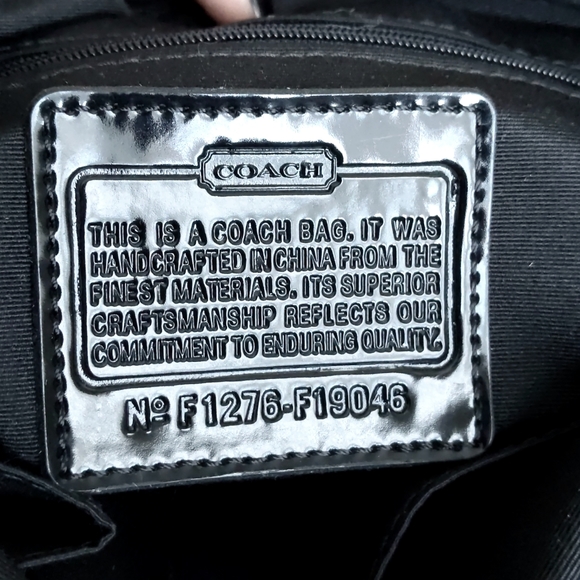 COACH
THIS IS A COACH BAG. IT WAS
HANDCRAFTED IN CHINA FROM THE
FINEST MATERIALS. ITS SUPERIOR
CRAFTSMANSHIP REFLECTS OUR
COMMITMENT TO ENDURING QUALITY.
Nº F1276-F19046